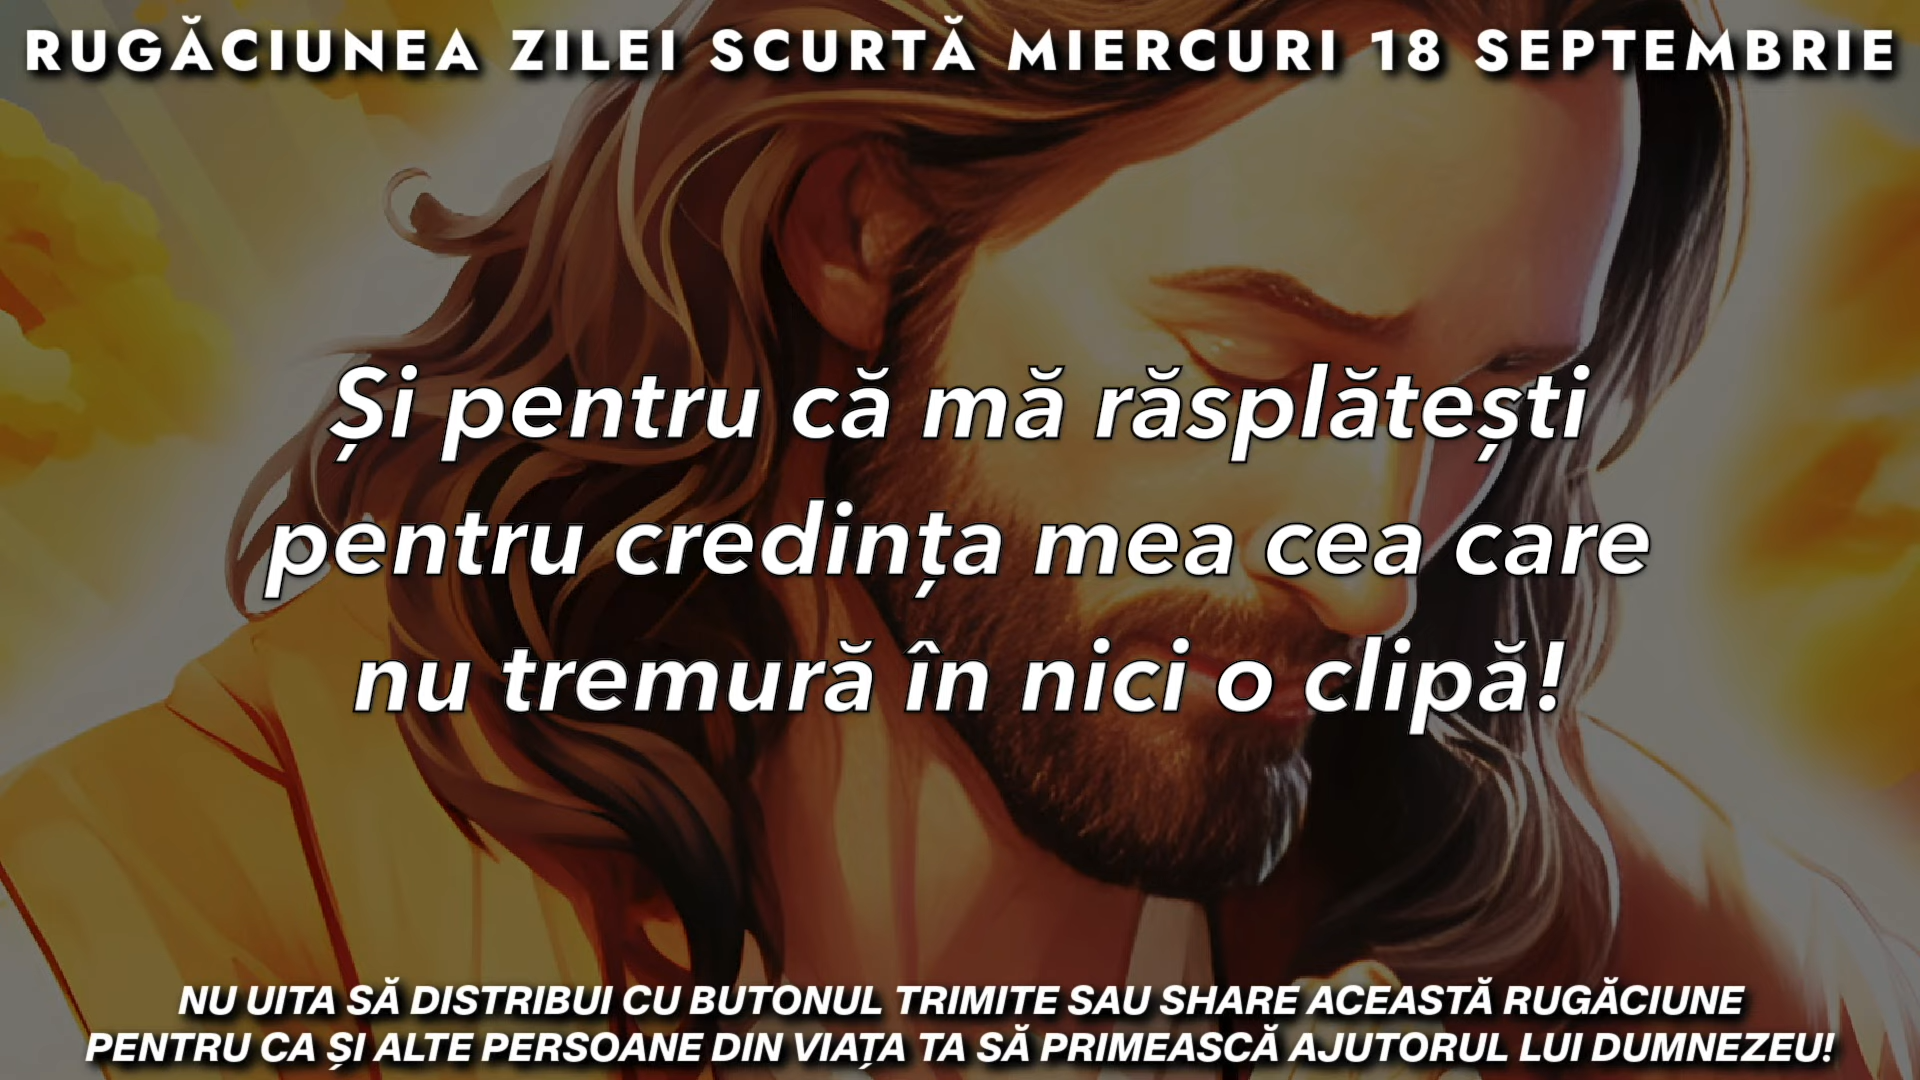 RUGĂCIUNEA ZILEI SCURTĂ MIERCURI 18 SEPTEMBRIE
Și pentru că mă răsplătești
pentru credința mea cea care
nu tremură în nici o clipă!
NU UITA SĂ DISTRIBUI CU BUTONUL TRIMITE SAU SHARE ACEASTĂ RUGĂCIUNE
PENTRU CA ȘI ALTE PERSOANE DIN VIAȚA TA SĂ PRIMEASCĂ AJUTORUL LUI DUMNEZEU!